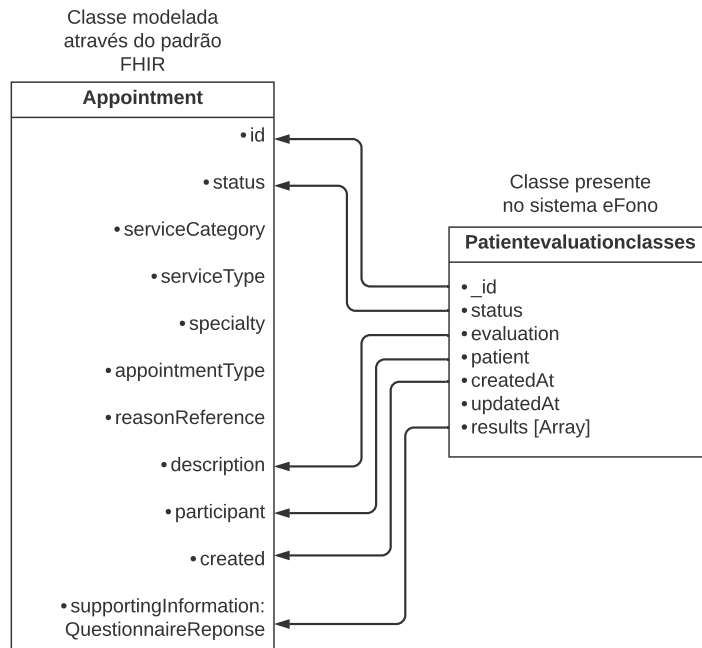 Classe modelada
através do padrão
FHIR
Appointment
• id
• status
• serviceCategory
• serviceType
• specialty
• appointmentType
• reasonReference
• description
• participant
• created
• supportingInformation:
QuestionnaireReponse
Classe presente
no sistema eFono
Patientevaluationclasses
• _id
• status
• evaluation
• patient
• createdAt
• updatedAt
• results [Array]